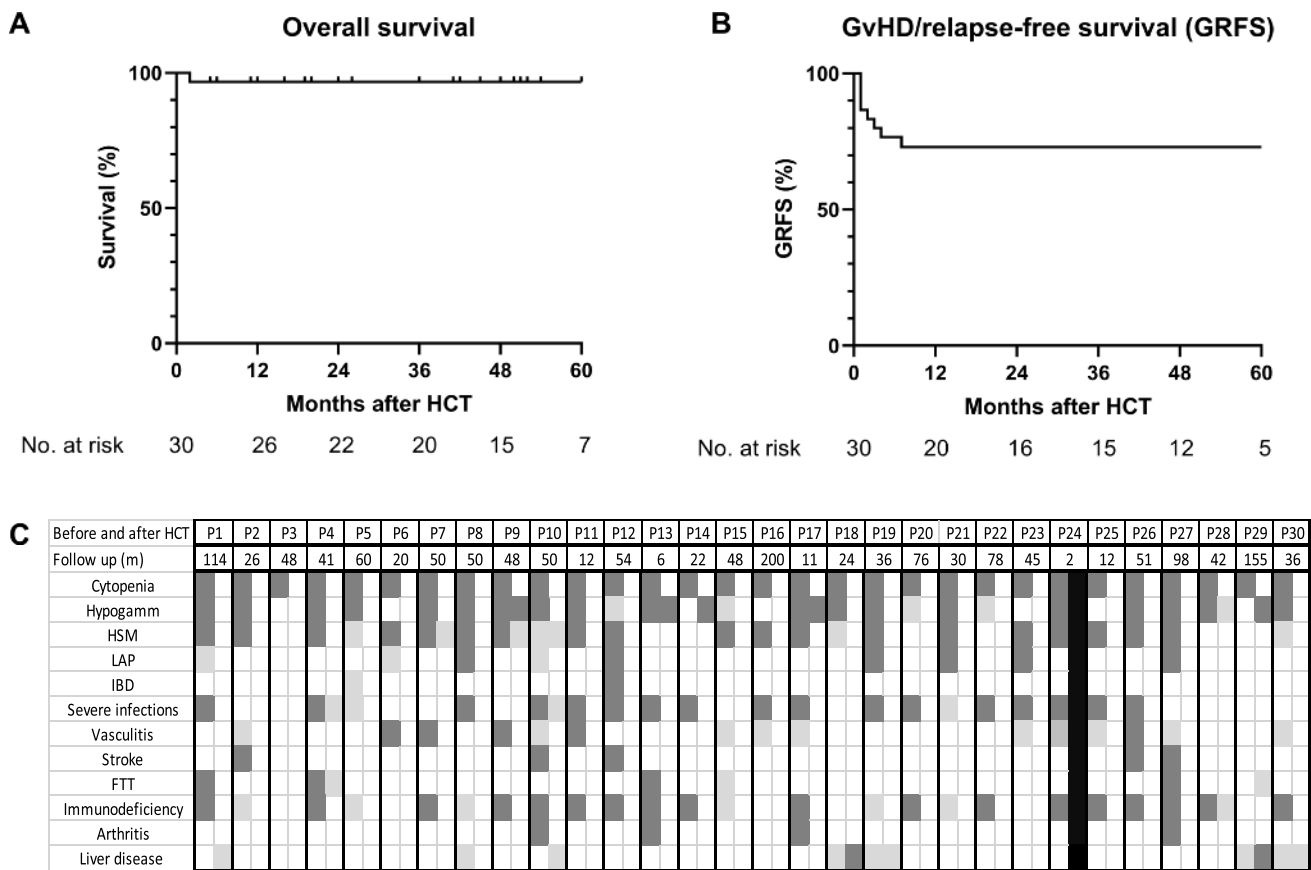 A
Overall survival
100
50
0
Survival (%)
0 12 24 36 48 60
Months after HCT
No. at risk 30 26 22 20 15 7
B
GvHD/relapse-free survival (GRFS)
100
50
0
GRFS (%)
0 12 24 36 48 60
Months after HCT
No. at risk 30 20 16 15 12 5
C
Before and after HCT P1 P2 P3 P4 P5 P6 P7 P8 P9 P10 P11 P12 P13 P14 P15 P16 P17 P18 P19 P20 P21 P22 P23 P24 P25 P26 P27 P28 P29 P30
Follow up (m) 114 26 48 41 60 20 50 50 48 50 12 54 6 22 48 200 11 24 36 76 30 78 45 2 12 51 98 42 155 36
Cytopenia
Hypogamm
HSM
LAP
IBD
Severe infections
Vasculitis
Stroke
FTT
Immunodeficiency
Arthritis
Liver disease